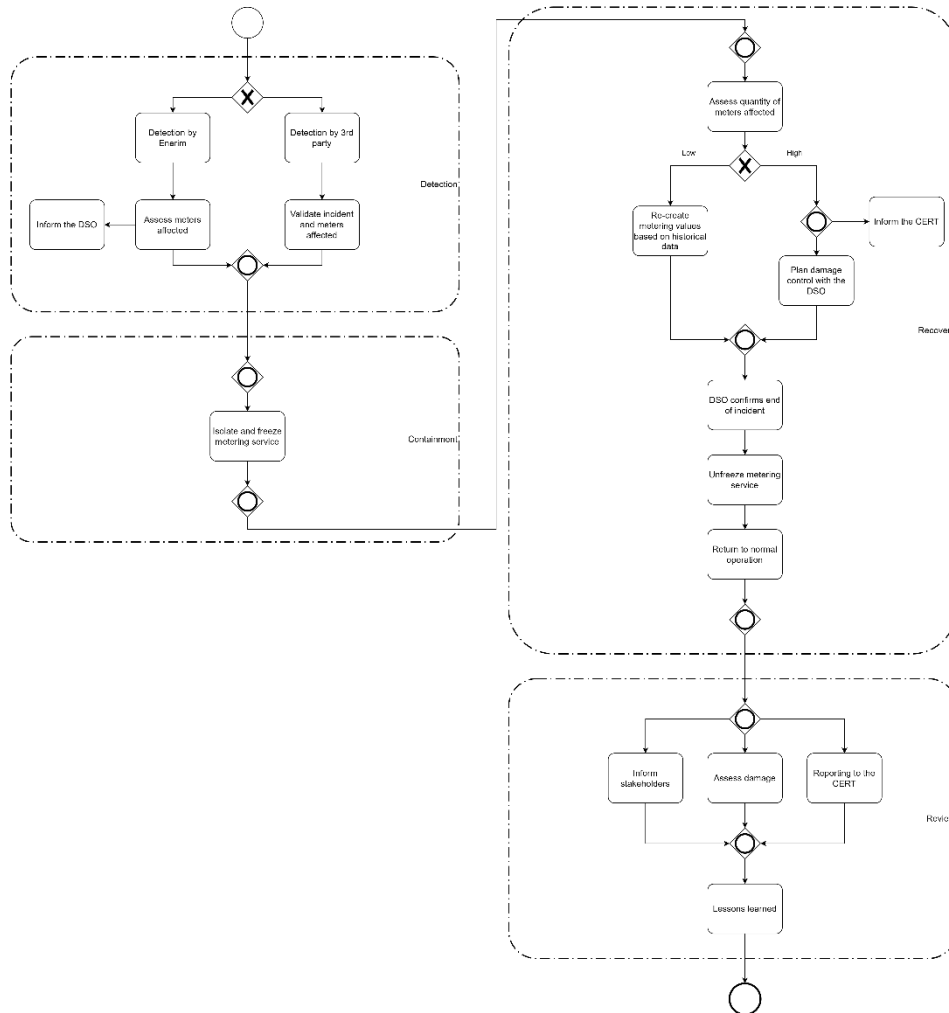 Detection by
Enerim
Detection by 3rd
party
Detection
Inform the DSO
Assess meters
affected
Validate incident
and meters
affected
Isolate and freeze
metering service
Containment
Assess quantity of
meters affected
Low
High
Re-create
metering values
based on historical
data
Inform the CERT
Plan damage
control with the
DSO
Recover
DSO confirms end
of incident
Unfreeze metering
service
Return to normal
operation
Inform
stakeholders
Assess damage
Reporting to the
CERT
Revie
Lessons learned